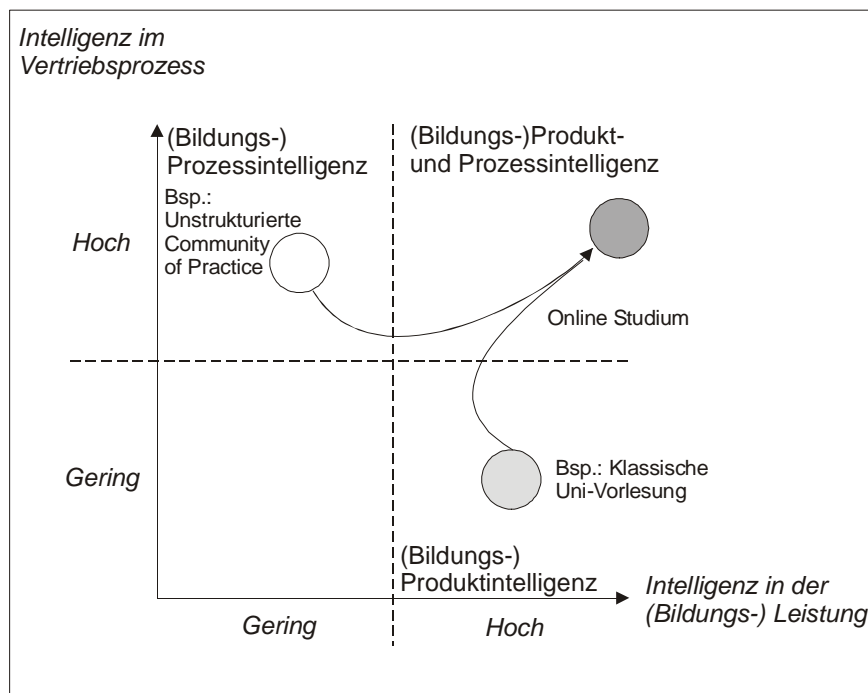 Intelligenz im
Vertriebsprozess
(Bildungs-)
Prozessintelligenz
(Bildungs-)Produkt-
und Prozessintelligenz
Bsp.:
Unstrukturierte
Community
of Practice
Hoch
Online Studium
Gering
Bsp.: Klassische
Uni-Vorlesung
(Bildungs-)
Produktintelligenz
Intelligenz in der
(Bildungs-) Leistung
Gering
Hoch